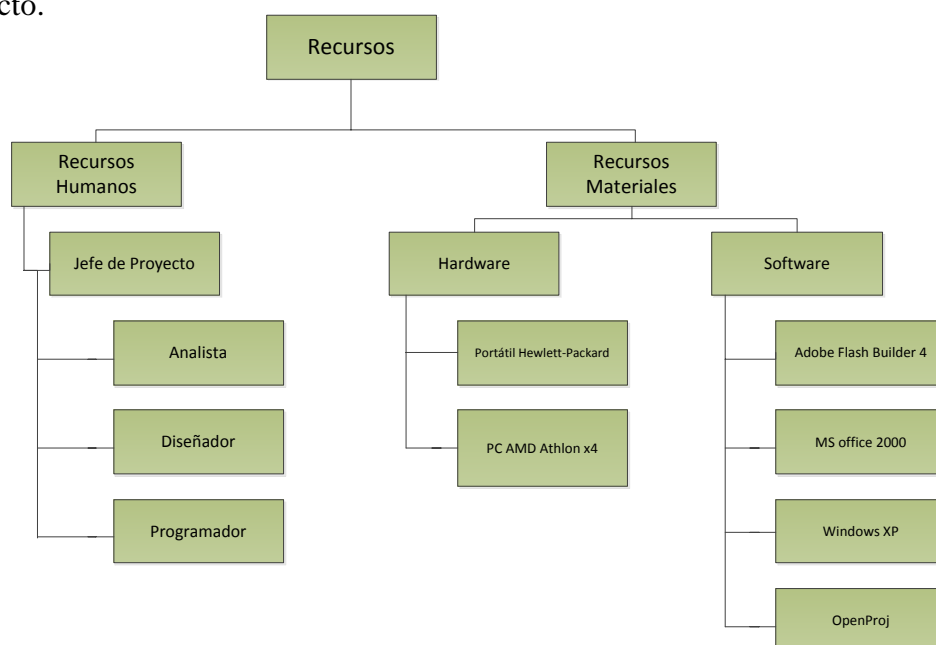 cto.
Recursos
Recursos
Humanos
Jefe de Proyecto
Analista
Diseñador
Programador
Recursos
Materiales
Hardware
Portátil Hewlett-Packard
PC AMD Athlon x4
Software
Adobe Flash Builder 4
MS office 2000
Windows XP
OpenProj